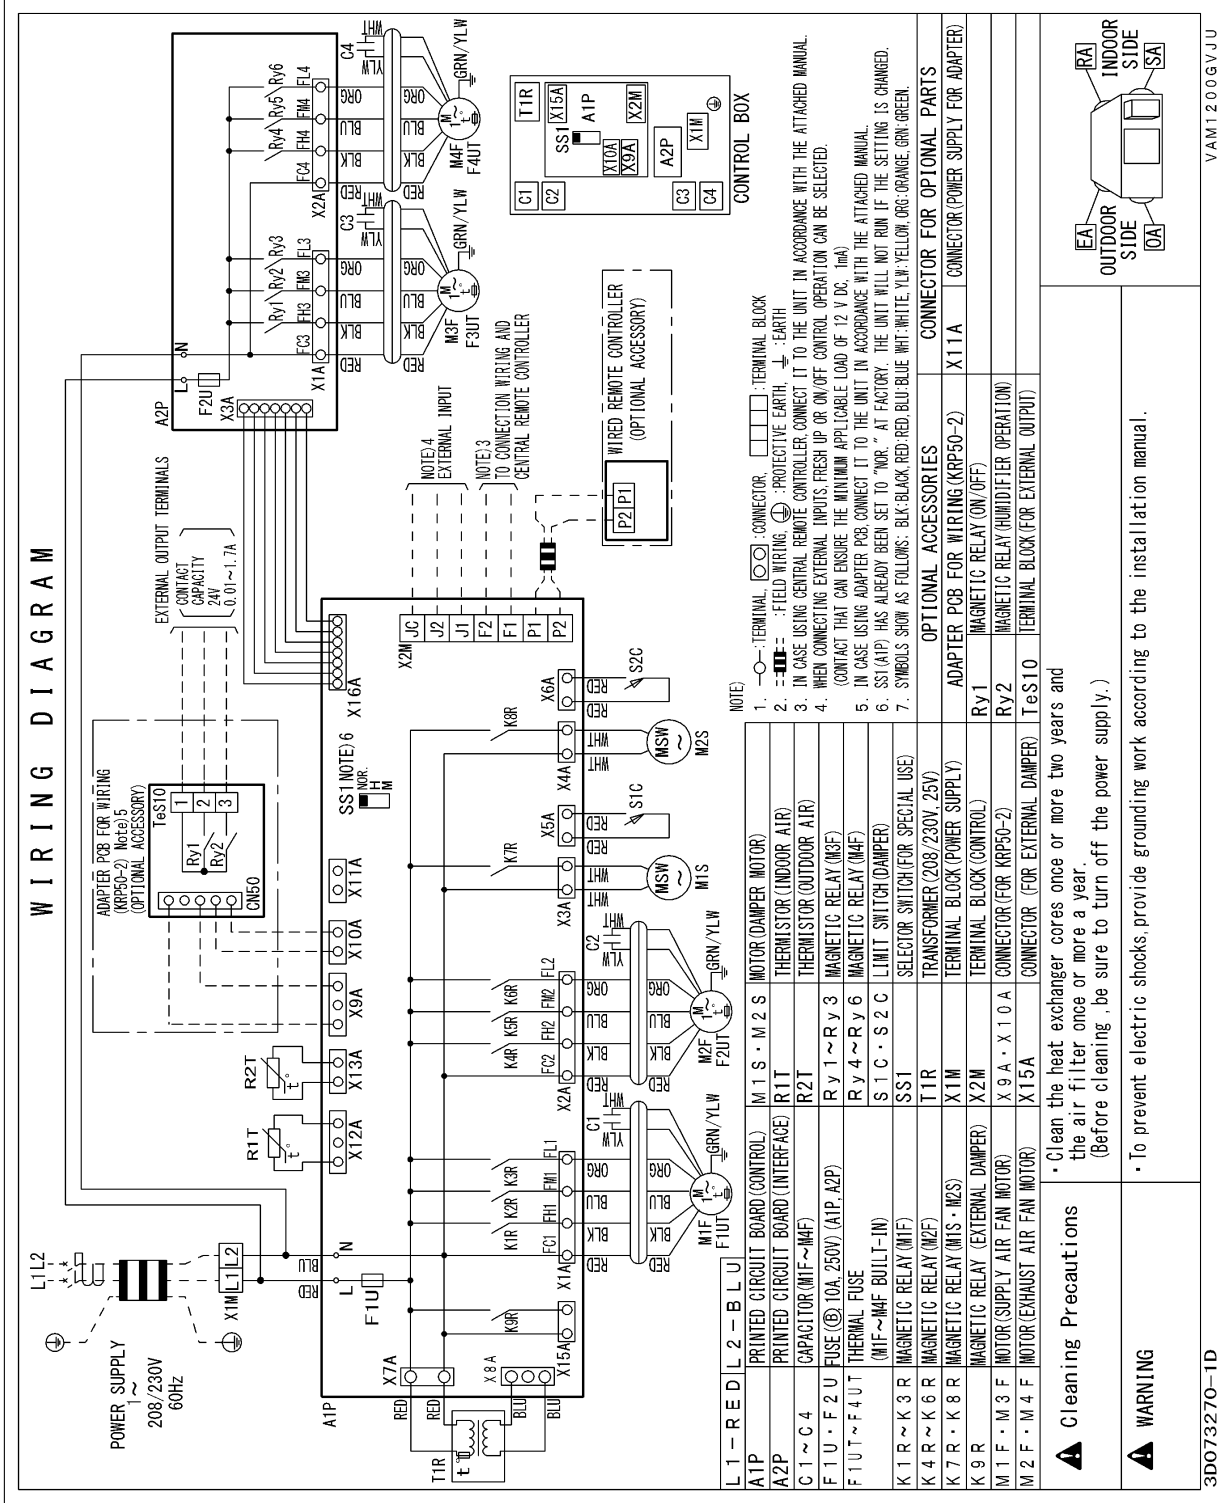 WIRING DIAGRAM
POWER SUPPLY
1~
208/230V
60Hz
L1 L2
X1M L1 L2
RED BLU
L N
F1U
A1P
X7A
X8A
X15A
K9R
RED RED
BLU BLU
T1R
t°
R1T
t°
X12A
R2T
t°
X13A
X9A
X10A
X11A
X16A
ADAPTER PCB FOR WIRING
(KRP50-2) Note)5
(OPTIONAL ACCESSORY)
TeS10
1 2 3
Ry1
Ry2
CN50
EXTERNAL OUTPUT TERMINALS
CONTACT
CAPACITY
24V
0.01~1.7A
SS1 NOTE)6
NOR.
H
M
K1R K2R K3R
X1A FC1 FH1 FM1 FL1
RED BLK BLU ORG
RED BLK BLU ORG
YLW WHT
C1
M1F
F1UT
M
1~
t°
GRN/YLW
K4R K5R K6R
X2A FC2 FH2 FM2 FL2
RED BLK BLU ORG
RED BLK BLU ORG
YLW WHT
C2
M2F
F2UT
M
1~
t°
GRN/YLW
K7R
X3A
WHT WHT
MSW
~
M1S
X5A
RED RED
S1C
K8R
X4A
WHT WHT
MSW
~
M2S
X6A
RED RED
S2C
X2M
JC
J2
J1
F2
F1
P1
P2
NOTE)4
EXTERNAL INPUT
NOTE)3
TO CONNECTION WIRING AND
CENTRAL REMOTE CONTROLLER
P2 P1
WIRED REMOTE CONTROLLER
(OPTIONAL ACCESSORY)
A2P
L N
F2U
X3A
Ry1 Ry2 Ry3
X1A FC3 FH3 FM3 FL3
RED BLK BLU ORG
RED BLK BLU ORG
YLW WHT
C3
M3F
F3UT
M
1~
t°
GRN/YLW
Ry4 Ry5 Ry6
X2A FC4 FH4 FM4 FL4
RED BLK BLU ORG
RED BLK BLU ORG
YLW WHT
C4
M4F
F4UT
M
1~
t°
GRN/YLW
C1
C2
T1R
X15A
SS1
A1P
X10A
X9A
X2M
A2P
X1M
C3
C4
CONTROL BOX
L1-RED L2-BLU
A1P PRINTED CIRCUIT BOARD(CONTROL)
A2P PRINTED CIRCUIT BOARD(INTERFACE)
C1~C4 CAPACITOR(M1F~M4F)
F1U·F2U FUSE(Ⓑ,10A,250V)(A1P,A2P)
F1UT~F4UT THERMAL FUSE
(M1F~M4F BUILT-IN)
K1R~K3R MAGNETIC RELAY(M1F)
K4R~K6R MAGNETIC RELAY(M2F)
K7R·K8R MAGNETIC RELAY(M1S·M2S)
K9R MAGNETIC RELAY (EXTERNAL DAMPER)
M1F·M3F MOTOR(SUPPLY AIR FAN MOTOR)
M2F·M4F MOTOR(EXHAUST AIR FAN MOTOR)
M1S·M2S MOTOR(DAMPER MOTOR)
R1T THERMISTOR(INDOOR AIR)
R2T THERMISTOR(OUTDOOR AIR)
Ry1~Ry3 MAGNETIC RELAY(M3F)
Ry4~Ry6 MAGNETIC RELAY(M4F)
S1C·S2C LIMIT SWITCH(DAMPER)
SS1 SELECTOR SWITCH(FOR SPECIAL USE)
T1R TRANSFORMER(208/230V, 25V)
X1M TERMINAL BLOCK(POWER SUPPLY)
X2M TERMINAL BLOCK(CONTROL)
X9A·X10A CONNECTOR(FOR KRP50-2)
X15A CONNECTOR (FOR EXTERNAL DAMPER)
NOTE)
1. :TERMINAL, :CONNECTOR, :TERMINAL BLOCK
2. :FIELD WIRING, :PROTECTIVE EARTH, :EARTH
3. IN CASE USING CENTRAL REMOTE CONTROLLER,CONNECT IT TO THE UNIT IN ACCORDANCE WITH THE ATTACHED MANUAL.
4. WHEN CONNECTING EXTERNAL INPUTS,FRESH UP OR ON/OFF CONTROL OPERATION CAN BE SELECTED.
(CONTACT THAT CAN ENSURE THE MINIMUM APPLICABLE LOAD OF 12 V DC, 1mA)
5. IN CASE USING ADAPTER PCB,CONNECT IT TO THE UNIT IN ACCORDANCE WITH THE ATTACHED MANUAL.
6. SS1(A1P) HAS ALREADY BEEN SET TO "NOR." AT FACTORY. THE UNIT WILL NOT RUN IF THE SETTING IS CHANGED.
7. SYMBOLS SHOW AS FOLLOWS: BLK:BLACK,RED:RED,BLU:BLUE WHT:WHITE,YLW:YELLOW,ORG:ORANGE,GRN:GREEN.
OPTIONAL ACCESSORIES
ADAPTER PCB FOR WIRING(KRP50-2)
Ry1 MAGNETIC RELAY(ON/OFF)
Ry2 MAGNETIC RELAY(HUMIDIFIER OPERATION)
TeS10 TERMINAL BLOCK(FOR EXTERNAL OUTPUT)
CONNECTOR FOR OPIONAL PARTS
X11A CONNECTOR(POWER SUPPLY FOR ADAPTER)
Cleaning Precautions
· Clean the heat exchanger cores once or more two years and
the air filter once or more a year.
(Before cleaning ,be sure to turn off the power supply.)
WARNING
· To prevent electric shocks,provide grounding work according to the installation manual.
EA
OUTDOOR
SIDE
OA
RA
INDOOR
SIDE
SA
3D073270-1D
VAM1200GVJU